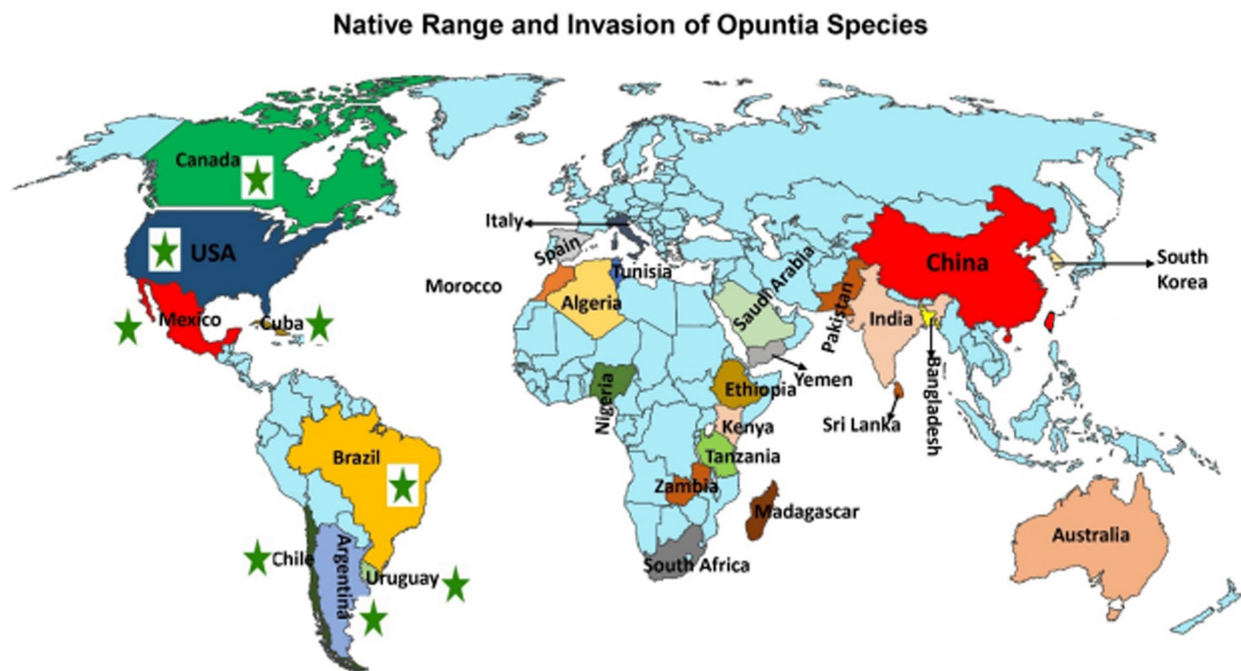 Native Range and Invasion of Opuntia Species
Canada
USA
Mexico
Cuba
Brazil
Chile
Argentina
Uruguay
Italy
Spain
Morocco
Algeria
Tunisia
Nigeria
Saudi Arabia
Yemen
Ethiopia
Kenya
Tanzania
Zambia
Madagascar
South Africa
Pakistan
India
Sri Lanka
Bangladesh
China
South
Korea
Australia